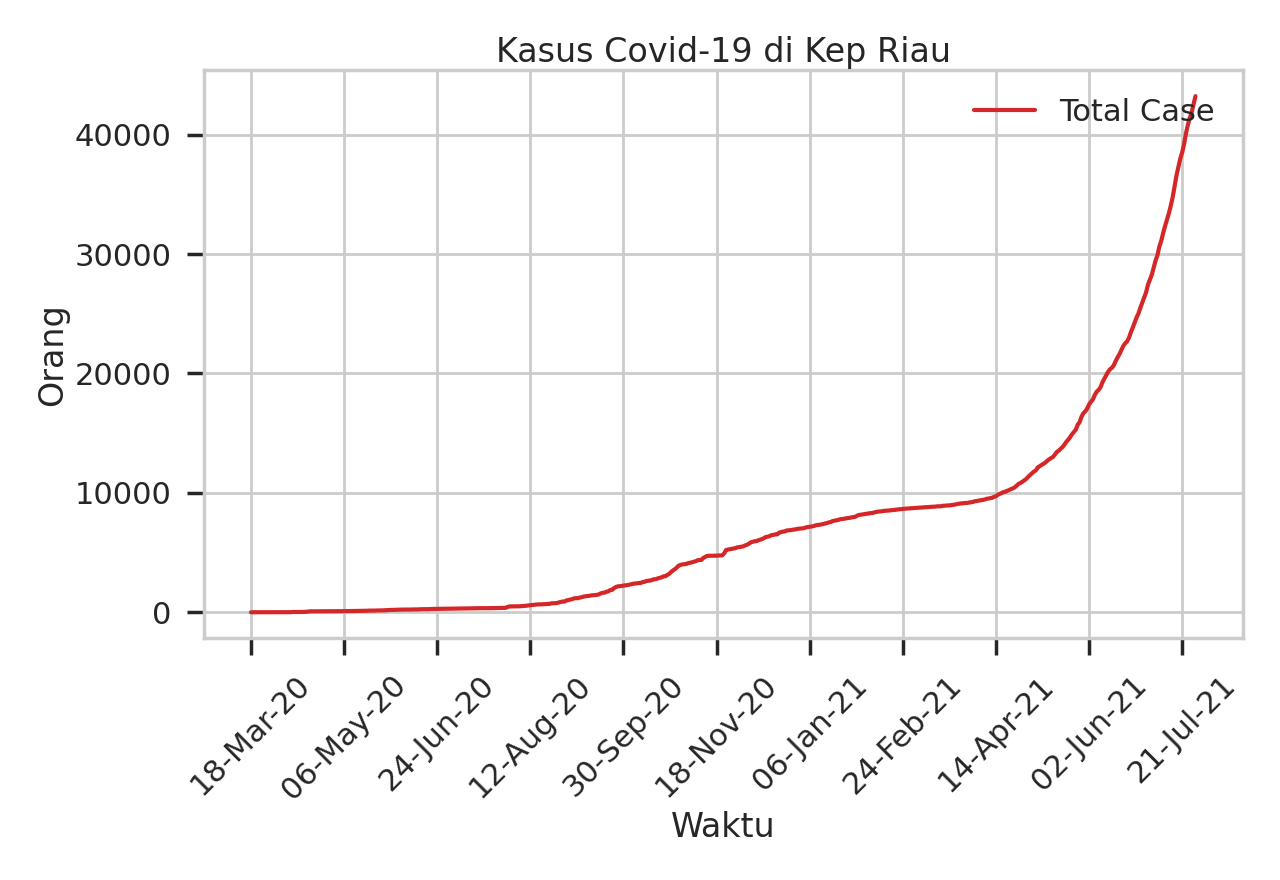 Kasus Covid-19 di Kep Riau
Total Case
Orang
40000
30000
20000
10000
0
18-Mar-20
06-May-20
24-Jun-20
12-Aug-20
30-Sep-20
18-Nov-20
06-Jan-21
24-Feb-21
14-Apr-21
02-Jun-21
21-Jul-21
Waktu